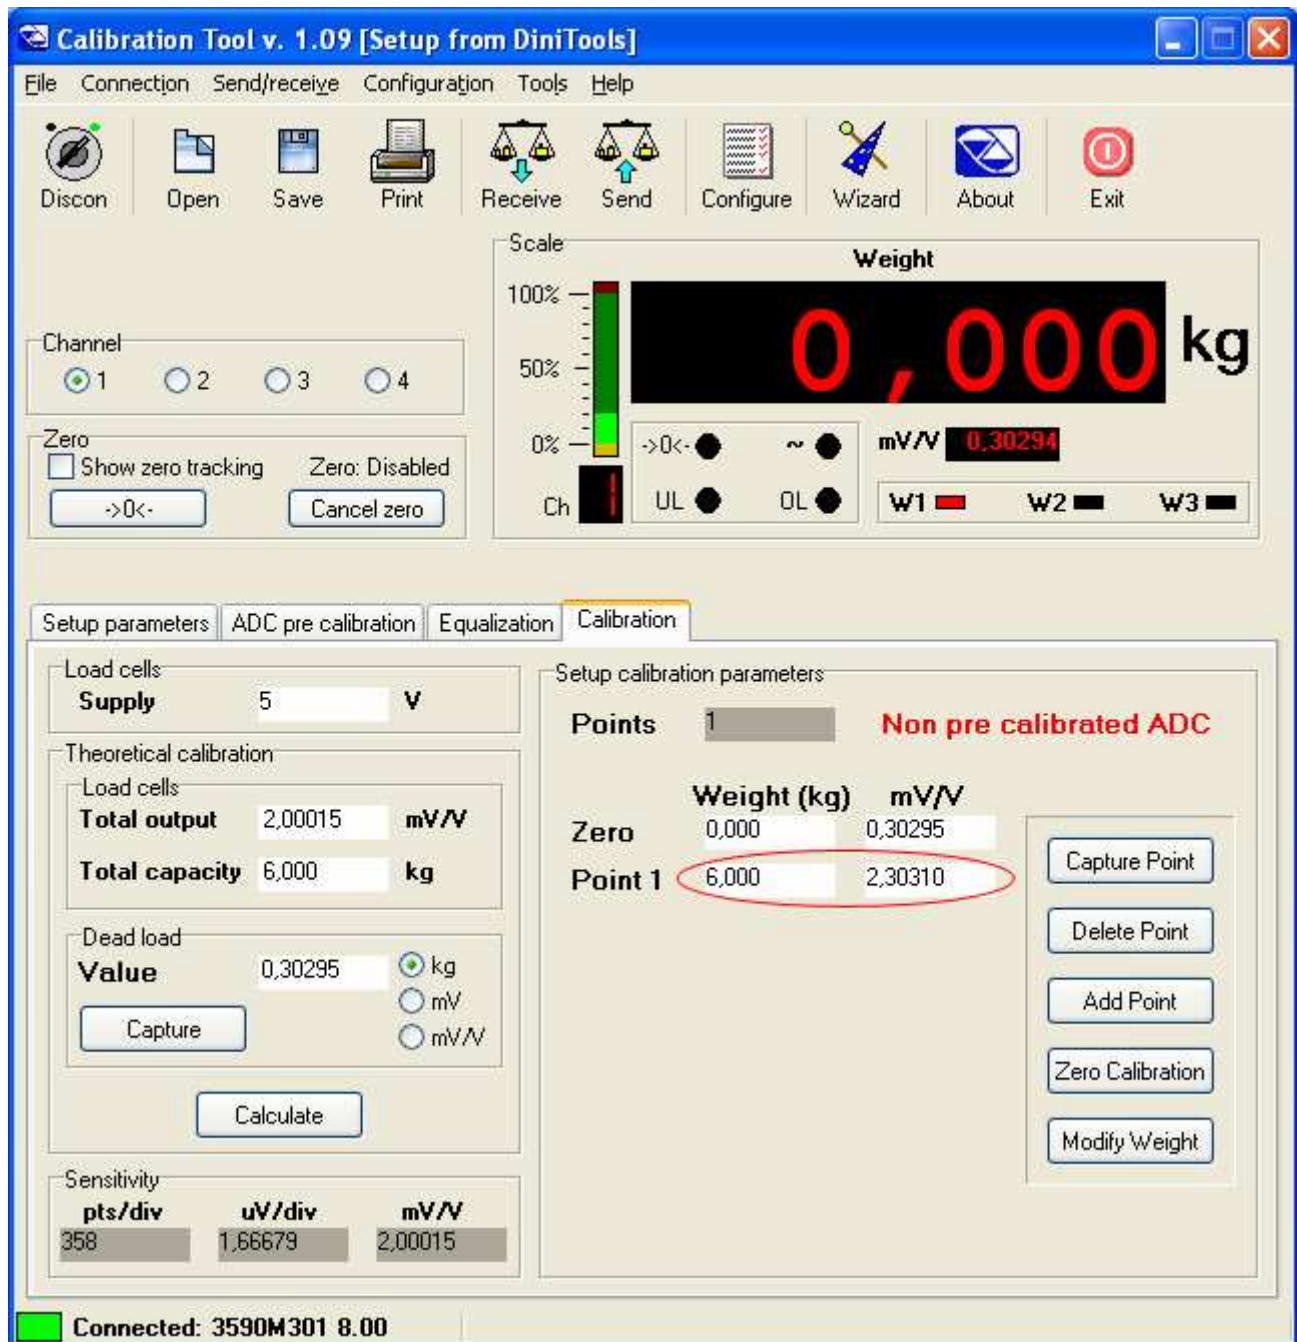 Calibration Tool v. 1.09 [Setup from DiniTools]
File Connection Send/receive Configuration Tools Help
Discon Open Save Print Receive Send Configure Wizard About Exit
Scale
Weight
100%
50%
0%
0,000 kg
Channel
1 2 3 4
Zero
Show zero tracking Zero: Disabled
->0<- Cancel zero
->0<- ~ mV/V 0,30294
Ch 1 UL OL W1 W2 W3
Setup parameters ADC pre calibration Equalization Calibration
Load cells
Supply 5 V
Theoretical calibration
Load cells
Total output 2,00015 mV/V
Total capacity 6,000 kg
Dead load
Value 0,30295 kg
mV
mV/V
Capture
Calculate
Sensitivity
pts/div uV/div mV/V
358 1,66679 2,00015
Setup calibration parameters
Points 1 Non pre calibrated ADC
Weight (kg) mV/V
Zero 0,000 0,30295
Point 1 6,000 2,30310
Capture Point
Delete Point
Add Point
Zero Calibration
Modify Weight
Connected: 3590M301 8.00